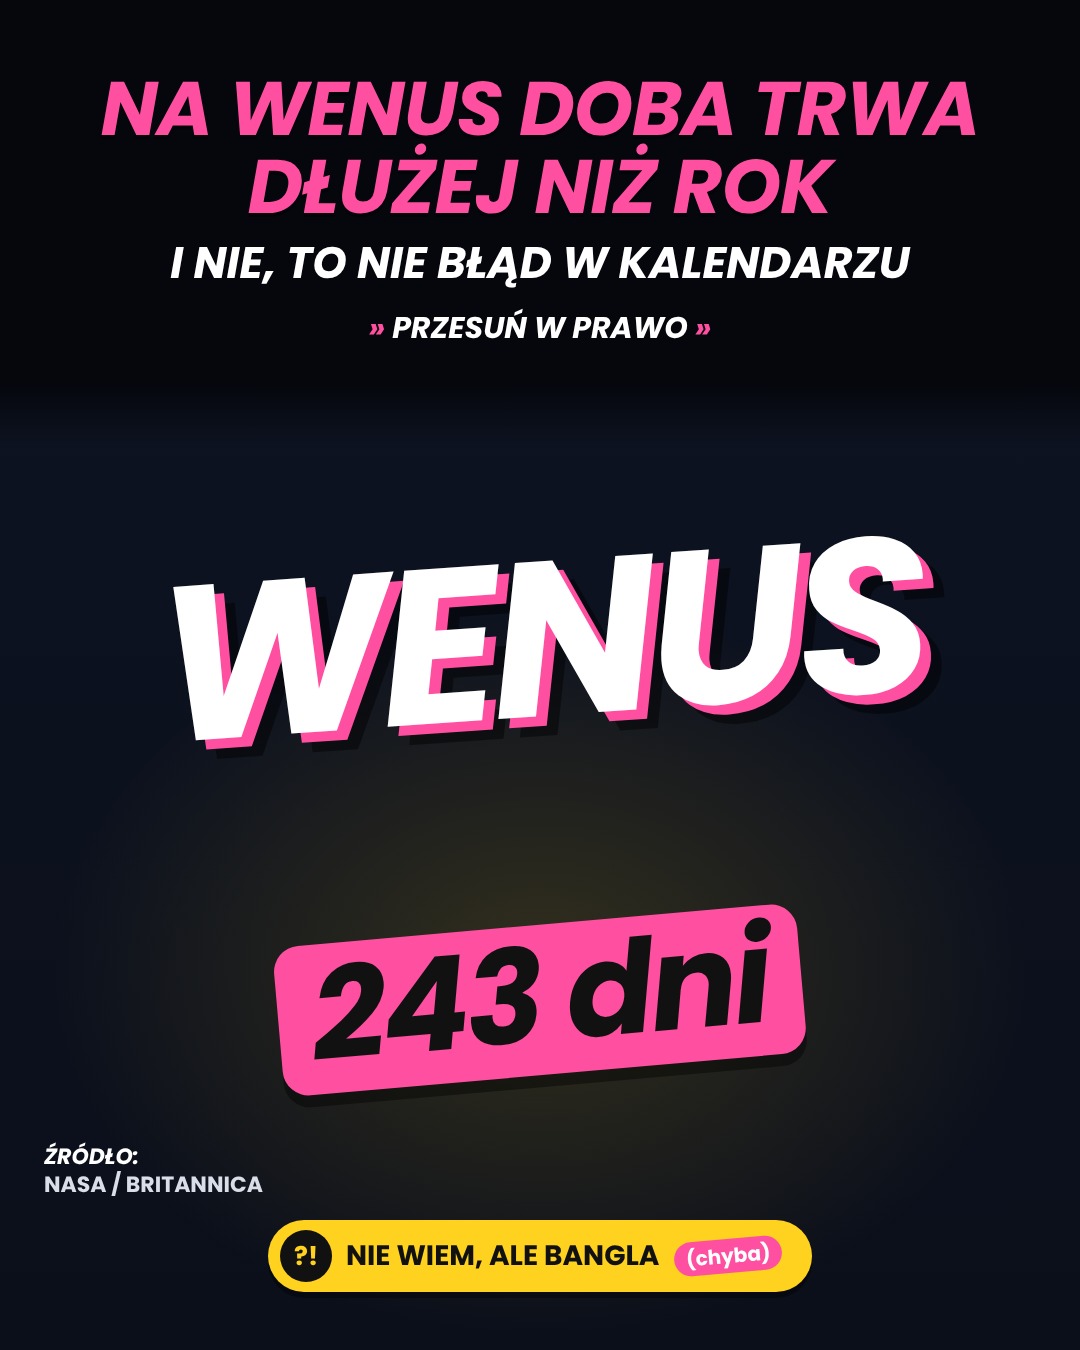 NA WENUS DOBA TRWA
DŁUŻEJ NIŻ ROK
I NIE, TO NIE BŁĄD W KALENDARZU
» PRZESUŃ W PRAWO »
WENUS
243 dni
ŹRÓDŁO:
NASA / BRITANNICA
?! NIE WIEM, ALE BANGLA (chyba)